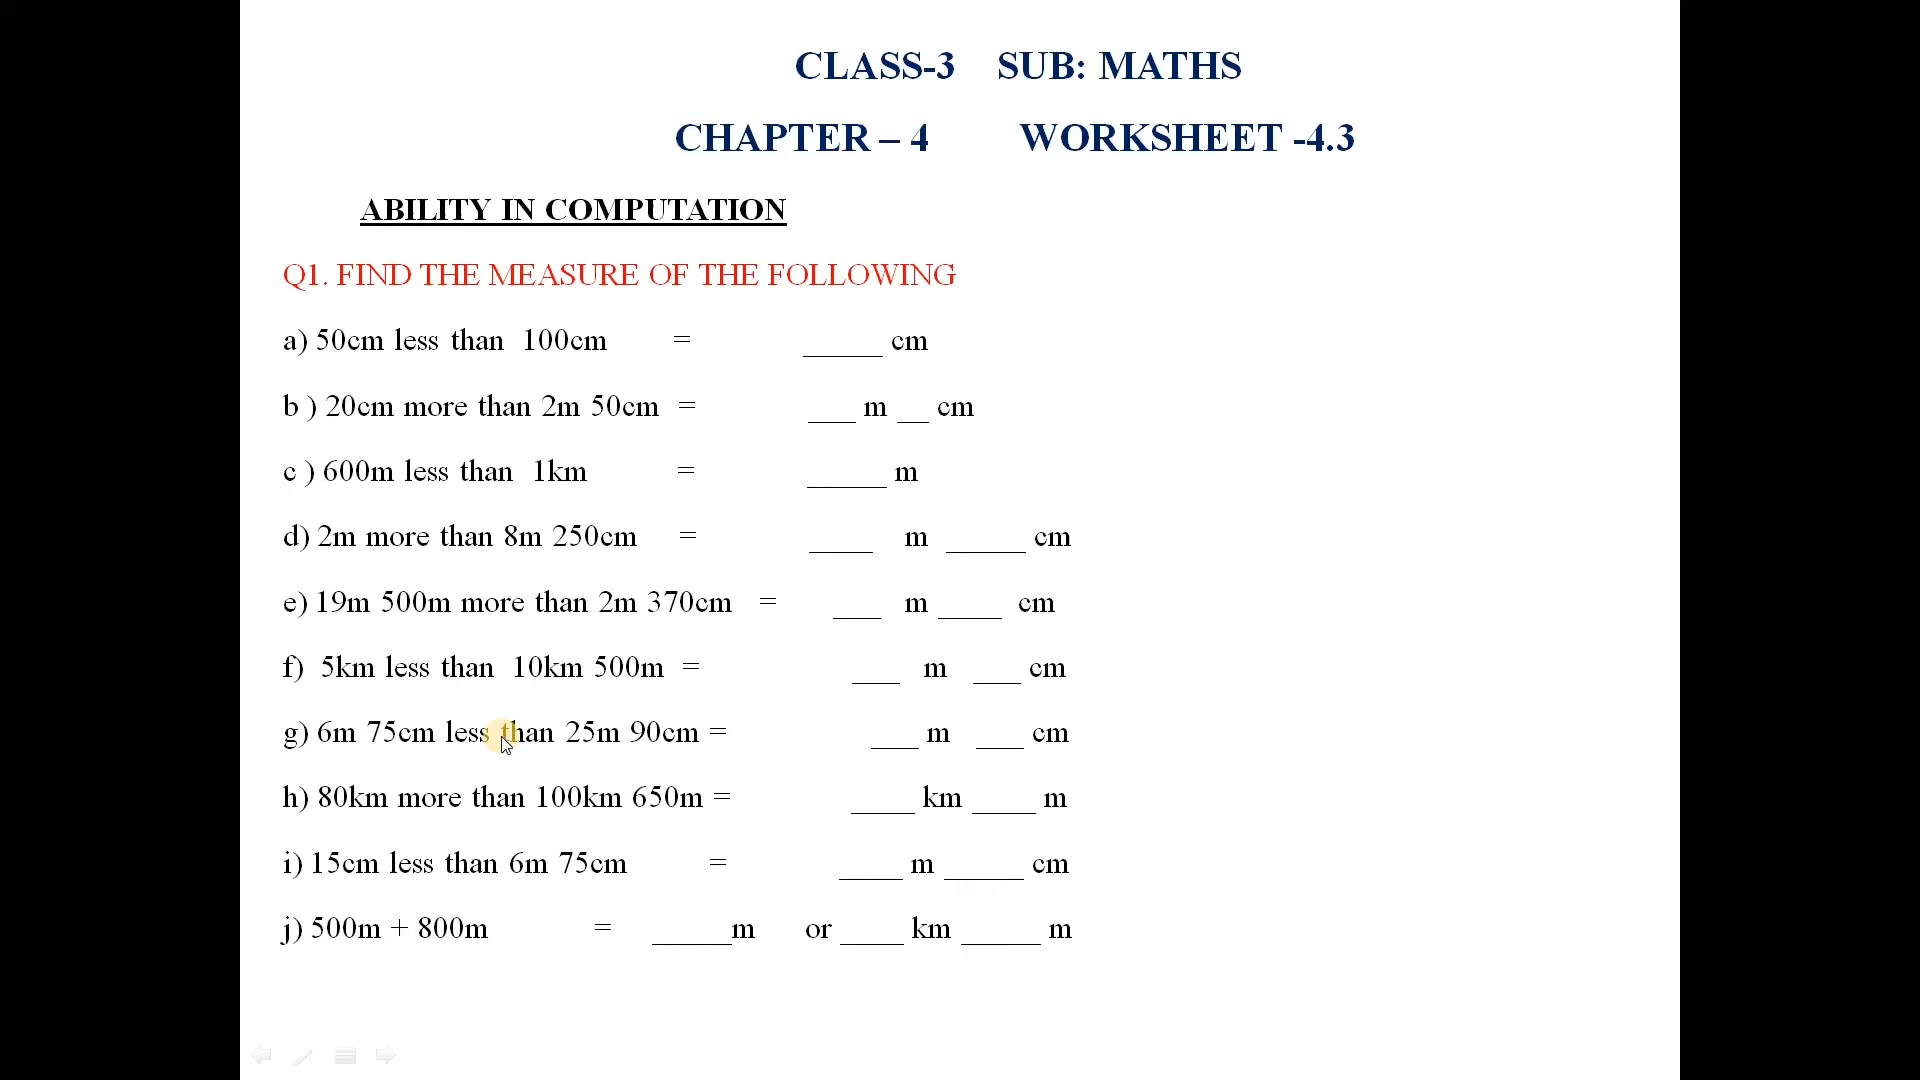 CLASS-3 SUB: MATHS
CHAPTER – 4 WORKSHEET -4.3
ABILITY IN COMPUTATION
Q1. FIND THE MEASURE OF THE FOLLOWING
a) 50cm less than 100cm = _____ cm
b ) 20cm more than 2m 50cm = ___ m __ cm
c ) 600m less than 1km = _____ m
d) 2m more than 8m 250cm = ____ m _____ cm
e) 19m 500m more than 2m 370cm = ___ m ____ cm
f) 5km less than 10km 500m = ___ m ___ cm
g) 6m 75cm less than 25m 90cm = ___ m ___ cm
h) 80km more than 100km 650m = ____ km ____ m
i) 15cm less than 6m 75cm = ____ m _____ cm
j) 500m + 800m = _____m or ____ km _____ m